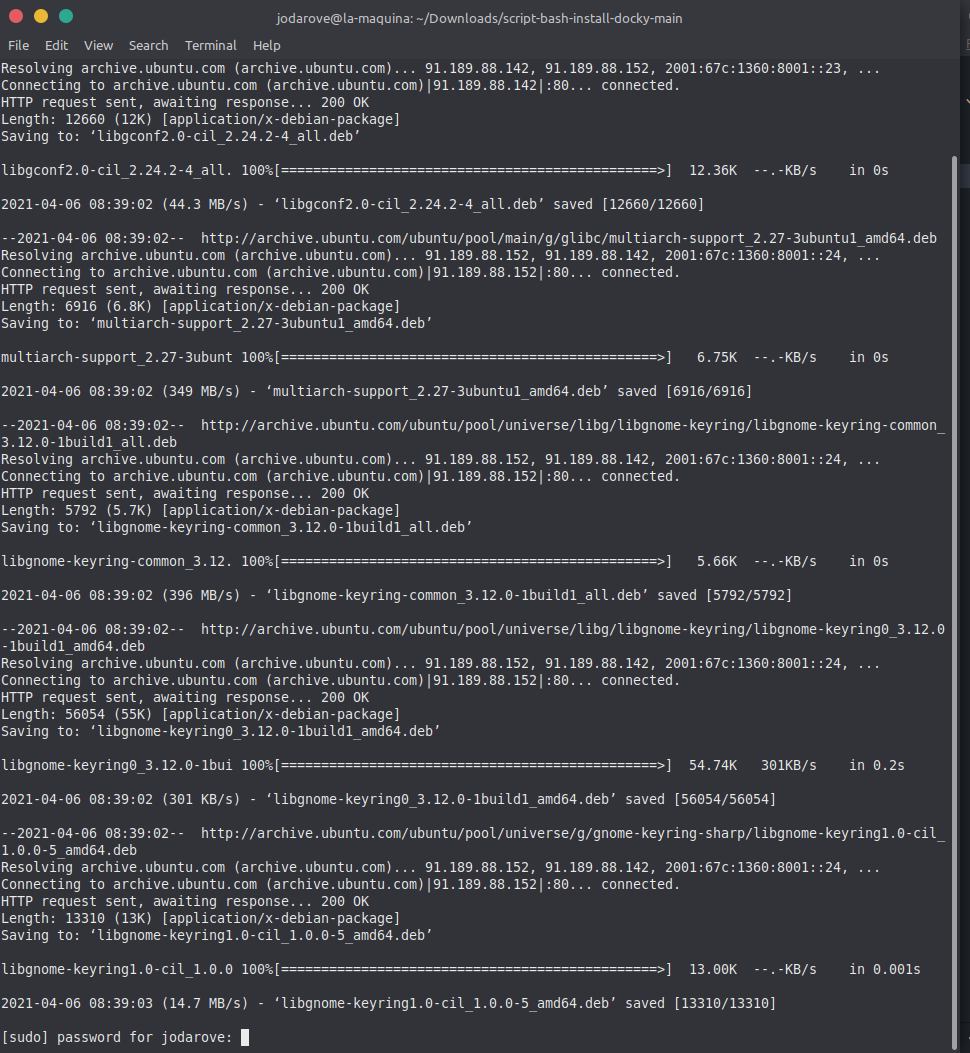 jodarove@la-maquina: ~/Downloads/script-bash-install-docky-main
File Edit View Search Terminal Help
Resolving archive.ubuntu.com (archive.ubuntu.com)... 91.189.88.142, 91.189.88.152, 2001:67c:1360:8001::23, ...
Connecting to archive.ubuntu.com (archive.ubuntu.com)|91.189.88.142|:80... connected.
HTTP request sent, awaiting response... 200 OK
Length: 12660 (12K) [application/x-debian-package]
Saving to: ‘libgconf2.0-cil_2.24.2-4_all.deb’
libgconf2.0-cil_2.24.2-4_all. 100%[===============================================>]  12.36K  --.-KB/s    in 0s
2021-04-06 08:39:02 (44.3 MB/s) - ‘libgconf2.0-cil_2.24.2-4_all.deb’ saved [12660/12660]
--2021-04-06 08:39:02--  http://archive.ubuntu.com/ubuntu/pool/main/g/glibc/multiarch-support_2.27-3ubuntu1_amd64.deb
Resolving archive.ubuntu.com (archive.ubuntu.com)... 91.189.88.152, 91.189.88.142, 2001:67c:1360:8001::24, ...
Connecting to archive.ubuntu.com (archive.ubuntu.com)|91.189.88.152|:80... connected.
HTTP request sent, awaiting response... 200 OK
Length: 6916 (6.8K) [application/x-debian-package]
Saving to: ‘multiarch-support_2.27-3ubuntu1_amd64.deb’
multiarch-support_2.27-3ubunt 100%[===============================================>]   6.75K  --.-KB/s    in 0s
2021-04-06 08:39:02 (349 MB/s) - ‘multiarch-support_2.27-3ubuntu1_amd64.deb’ saved [6916/6916]
--2021-04-06 08:39:02--  http://archive.ubuntu.com/ubuntu/pool/universe/libg/libgnome-keyring/libgnome-keyring-common_
3.12.0-1build1_all.deb
Resolving archive.ubuntu.com (archive.ubuntu.com)... 91.189.88.152, 91.189.88.142, 2001:67c:1360:8001::24, ...
Connecting to archive.ubuntu.com (archive.ubuntu.com)|91.189.88.152|:80... connected.
HTTP request sent, awaiting response... 200 OK
Length: 5792 (5.7K) [application/x-debian-package]
Saving to: ‘libgnome-keyring-common_3.12.0-1build1_all.deb’
libgnome-keyring-common_3.12. 100%[===============================================>]   5.66K  --.-KB/s    in 0s
2021-04-06 08:39:02 (396 MB/s) - ‘libgnome-keyring-common_3.12.0-1build1_all.deb’ saved [5792/5792]
--2021-04-06 08:39:02--  http://archive.ubuntu.com/ubuntu/pool/universe/libg/libgnome-keyring/libgnome-keyring0_3.12.0
-1build1_amd64.deb
Resolving archive.ubuntu.com (archive.ubuntu.com)... 91.189.88.152, 91.189.88.142, 2001:67c:1360:8001::24, ...
Connecting to archive.ubuntu.com (archive.ubuntu.com)|91.189.88.152|:80... connected.
HTTP request sent, awaiting response... 200 OK
Length: 56054 (55K) [application/x-debian-package]
Saving to: ‘libgnome-keyring0_3.12.0-1build1_amd64.deb’
libgnome-keyring0_3.12.0-1bui 100%[===============================================>]  54.74K   301KB/s    in 0.2s
2021-04-06 08:39:02 (301 KB/s) - ‘libgnome-keyring0_3.12.0-1build1_amd64.deb’ saved [56054/56054]
--2021-04-06 08:39:02--  http://archive.ubuntu.com/ubuntu/pool/universe/g/gnome-keyring-sharp/libgnome-keyring1.0-cil_
1.0.0-5_amd64.deb
Resolving archive.ubuntu.com (archive.ubuntu.com)... 91.189.88.152, 91.189.88.142, 2001:67c:1360:8001::24, ...
Connecting to archive.ubuntu.com (archive.ubuntu.com)|91.189.88.152|:80... connected.
HTTP request sent, awaiting response... 200 OK
Length: 13310 (13K) [application/x-debian-package]
Saving to: ‘libgnome-keyring1.0-cil_1.0.0-5_amd64.deb’
libgnome-keyring1.0-cil_1.0.0 100%[===============================================>]  13.00K  --.-KB/s    in 0.001s
2021-04-06 08:39:03 (14.7 MB/s) - ‘libgnome-keyring1.0-cil_1.0.0-5_amd64.deb’ saved [13310/13310]
[sudo] password for jodarove: